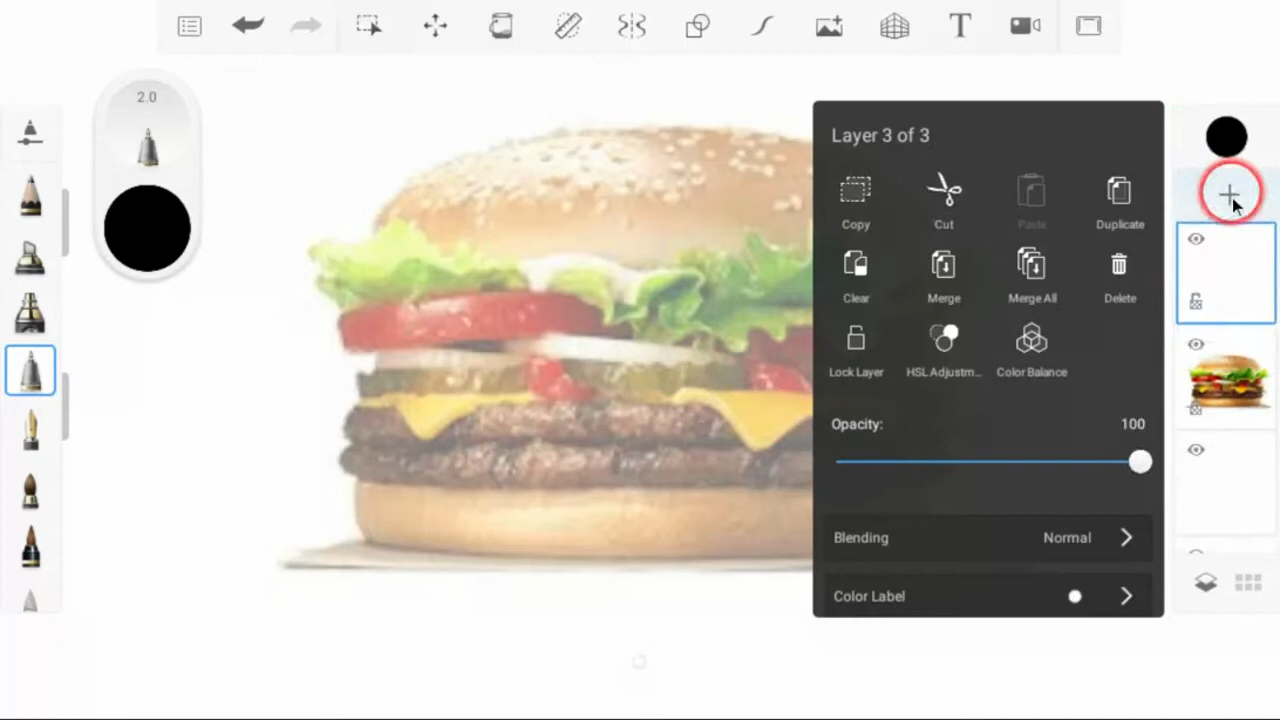 T
2.0
Layer 3 of 3
Copy Cut Paste Duplicate
Clear Merge Merge All Delete
Lock Layer HSL Adjustm... Color Balance
Opacity: 100
Blending Normal
Color Label